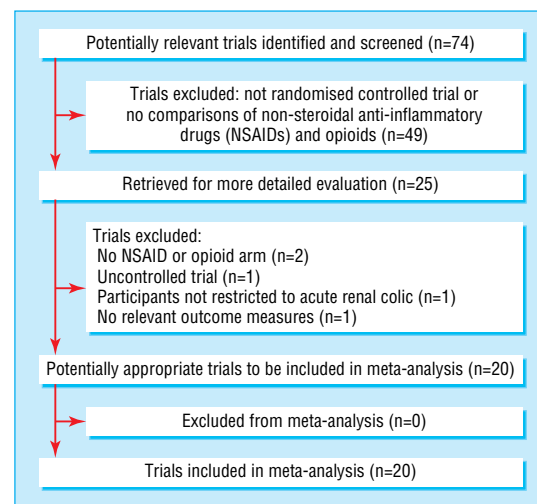 Potentially relevant trials identified and screened (n=74)
Trials excluded: not randomised controlled trial or
no comparisons of non-steroidal anti-inflammatory
drugs (NSAIDs) and opioids (n=49)
Retrieved for more detailed evaluation (n=25)
Trials excluded:
No NSAID or opioid arm (n=2)
Uncontrolled trial (n=1)
Participants not restricted to acute renal colic (n=1)
No relevant outcome measures (n=1)
Potentially appropriate trials to be included in meta-analysis (n=20)
Excluded from meta-analysis (n=0)
Trials included in meta-analysis (n=20)